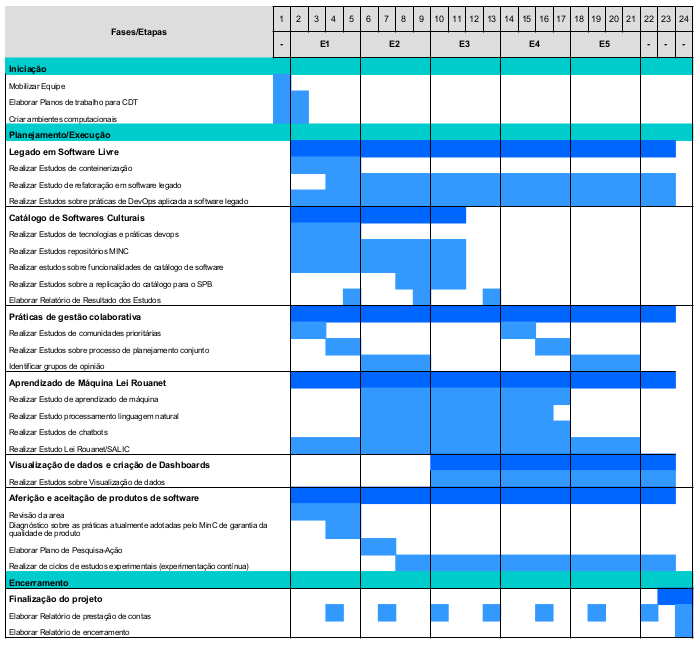 Fases/Etapas
1 2 3 4 5 6 7 8 9 10 11 12 13 14 15 16 17 18 19 20 21 22 23 24
- E1 E2 E3 E4 E5 - - -
Iniciação
Mobilizar Equipe
Elaborar Planos de trabalho para CDT
Criar ambientes computacionais
Planejamento/Execução
Legado em Software Livre
Realizar Estudos de conteinerização
Realizar Estudo de refatoração em software legado
Realizar Estudos sobre práticas de DevOps aplicada a software legado
Catálogo de Softwares Culturais
Realizar Estudos de tecnologias e práticas devops
Realizar Estudos repositórios MINC
Realizar estudos sobre funcionalidades de catálogo de software
Realizar Estudos sobre a replicação do catálogo para o SPB
Elaborar Relatório de Resultado dos Estudos
Práticas de gestão colaborativa
Realizar Estudos de comunidades prioritárias
Realizar Estudos sobre processo de planejamento conjunto
Identificar grupos de opinião
Aprendizado de Máquina Lei Rouanet
Realizar Estudo de aprendizado de máquina
Realizar Estudo processamento linguagem natural
Realizar Estudos de chatbots
Realizar Estudo Lei Rouanet/SALIC
Visualização de dados e criação de Dashboards
Realizar Estudos sobre Visualização de dados
Aferição e aceitação de produtos de software
Revisão da area
Diagnóstico sobre as práticas atualmente adotadas pelo MinC de garantia da
qualidade de produto
Elaborar Plano de Pesquisa-Ação
Realizar de ciclos de estudos experimentais (experimentação contínua)
Encerramento
Finalização do projeto
Elaborar Relatório de prestação de contas
Elaborar Relatório de encerramento